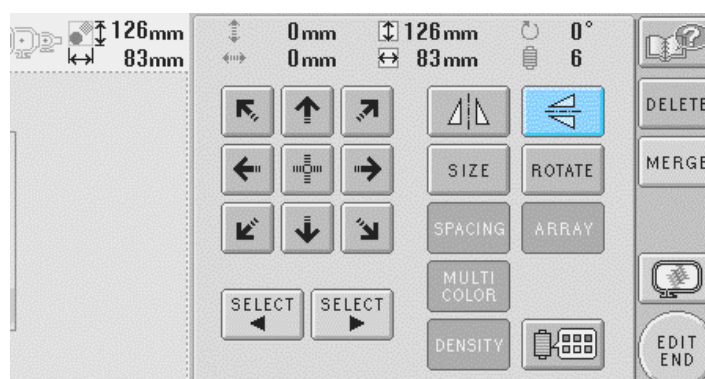 126mm 0mm 126mm 0°
83mm 0mm 83mm 6
DELETE
SIZE ROTATE MERGE
SPACING ARRAY
MULTI
COLOR
SELECT SELECT
DENSITY
EDIT
END